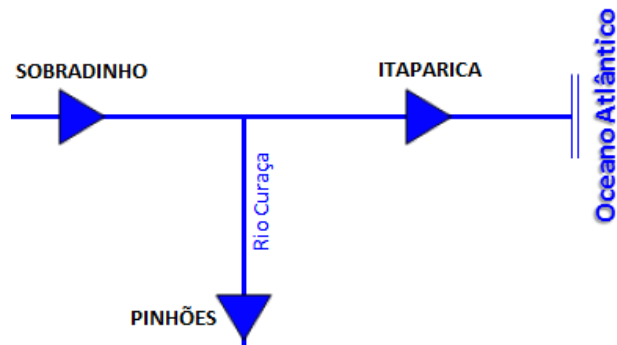 SOBRADINHO
ITAPARICA
Oceano Atlântico
Rio Curaça
PINHÕES